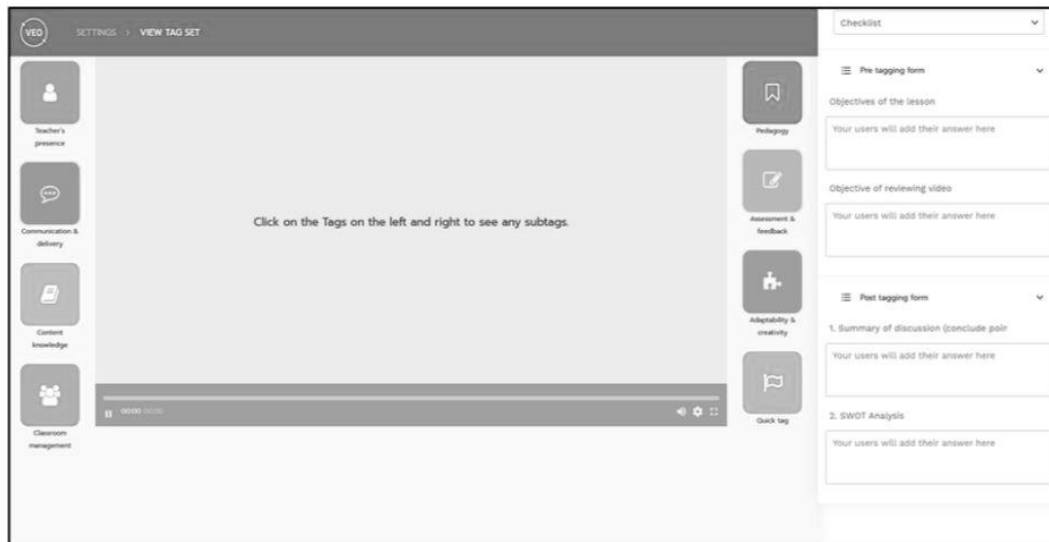 VEO
SETTINGS > VIEW TAG SET
Teacher's
presence
Communication &
delivery
Content
knowledge
Classroom
management
Click on the Tags on the left and right to see any subtags.
00:00 00:00
Pedagogy
Assessment &
feedback
Adaptability &
creativity
Quick tag
Checklist
Pre tagging form
Objectives of the lesson
Your users will add their answer here
Objective of reviewing video
Your users will add their answer here
Post tagging form
1. Summary of discussion (conclude poir
Your users will add their answer here
2. SWOT Analysis
Your users will add their answer here